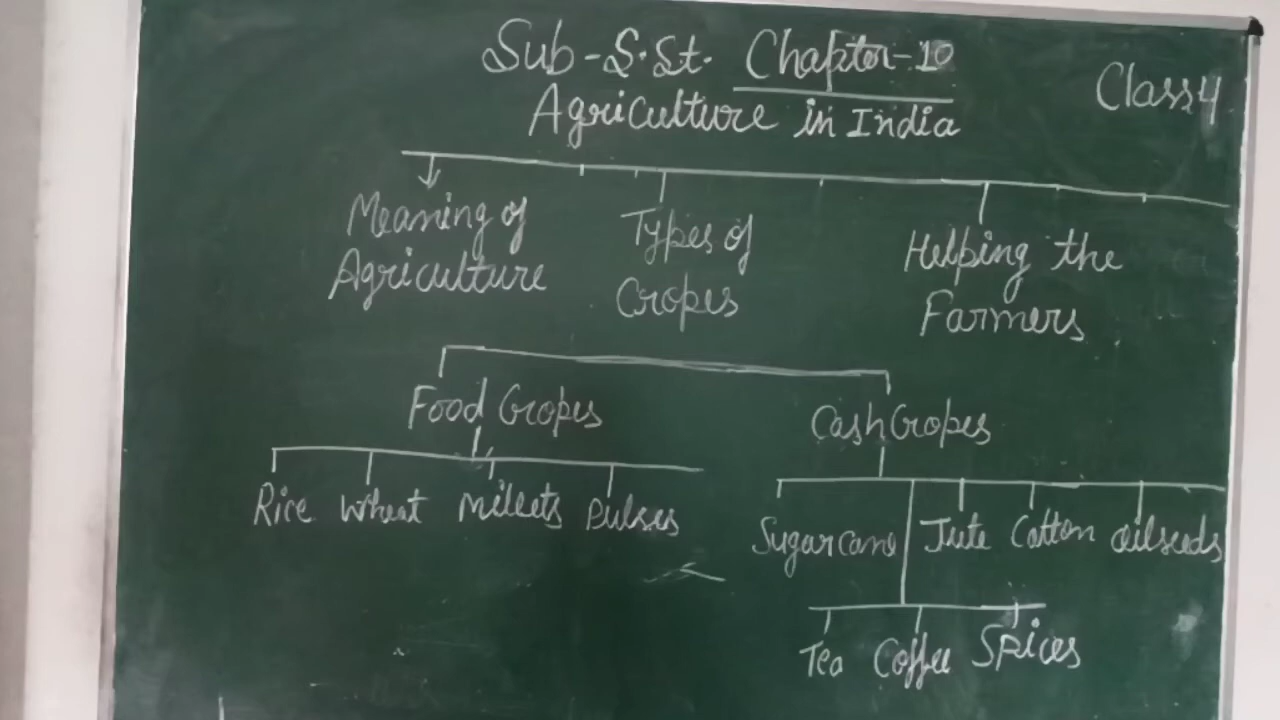 Sub-S.St. Chapter-10
Class 4
Agriculture in India
Meaning of Agriculture
Types of Cropes
Helping the Farmers
Food Cropes
Cash Cropes
Rice Wheat Millets Pulses
Sugarcane Jute Cotton oilseeds
Tea Coffee Spices